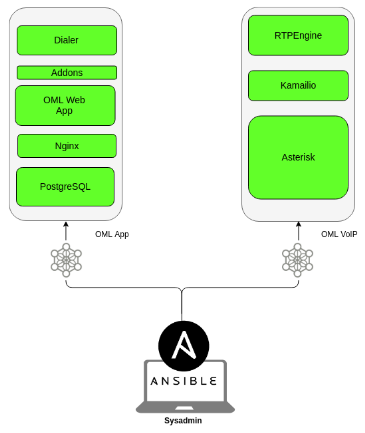 Dialer
Addons
OML Web
App
Nginx
PostgreSQL
RTPEngine
Kamailio
Asterisk
OML App
OML VoIP
ANSIBLE
Sysadmin